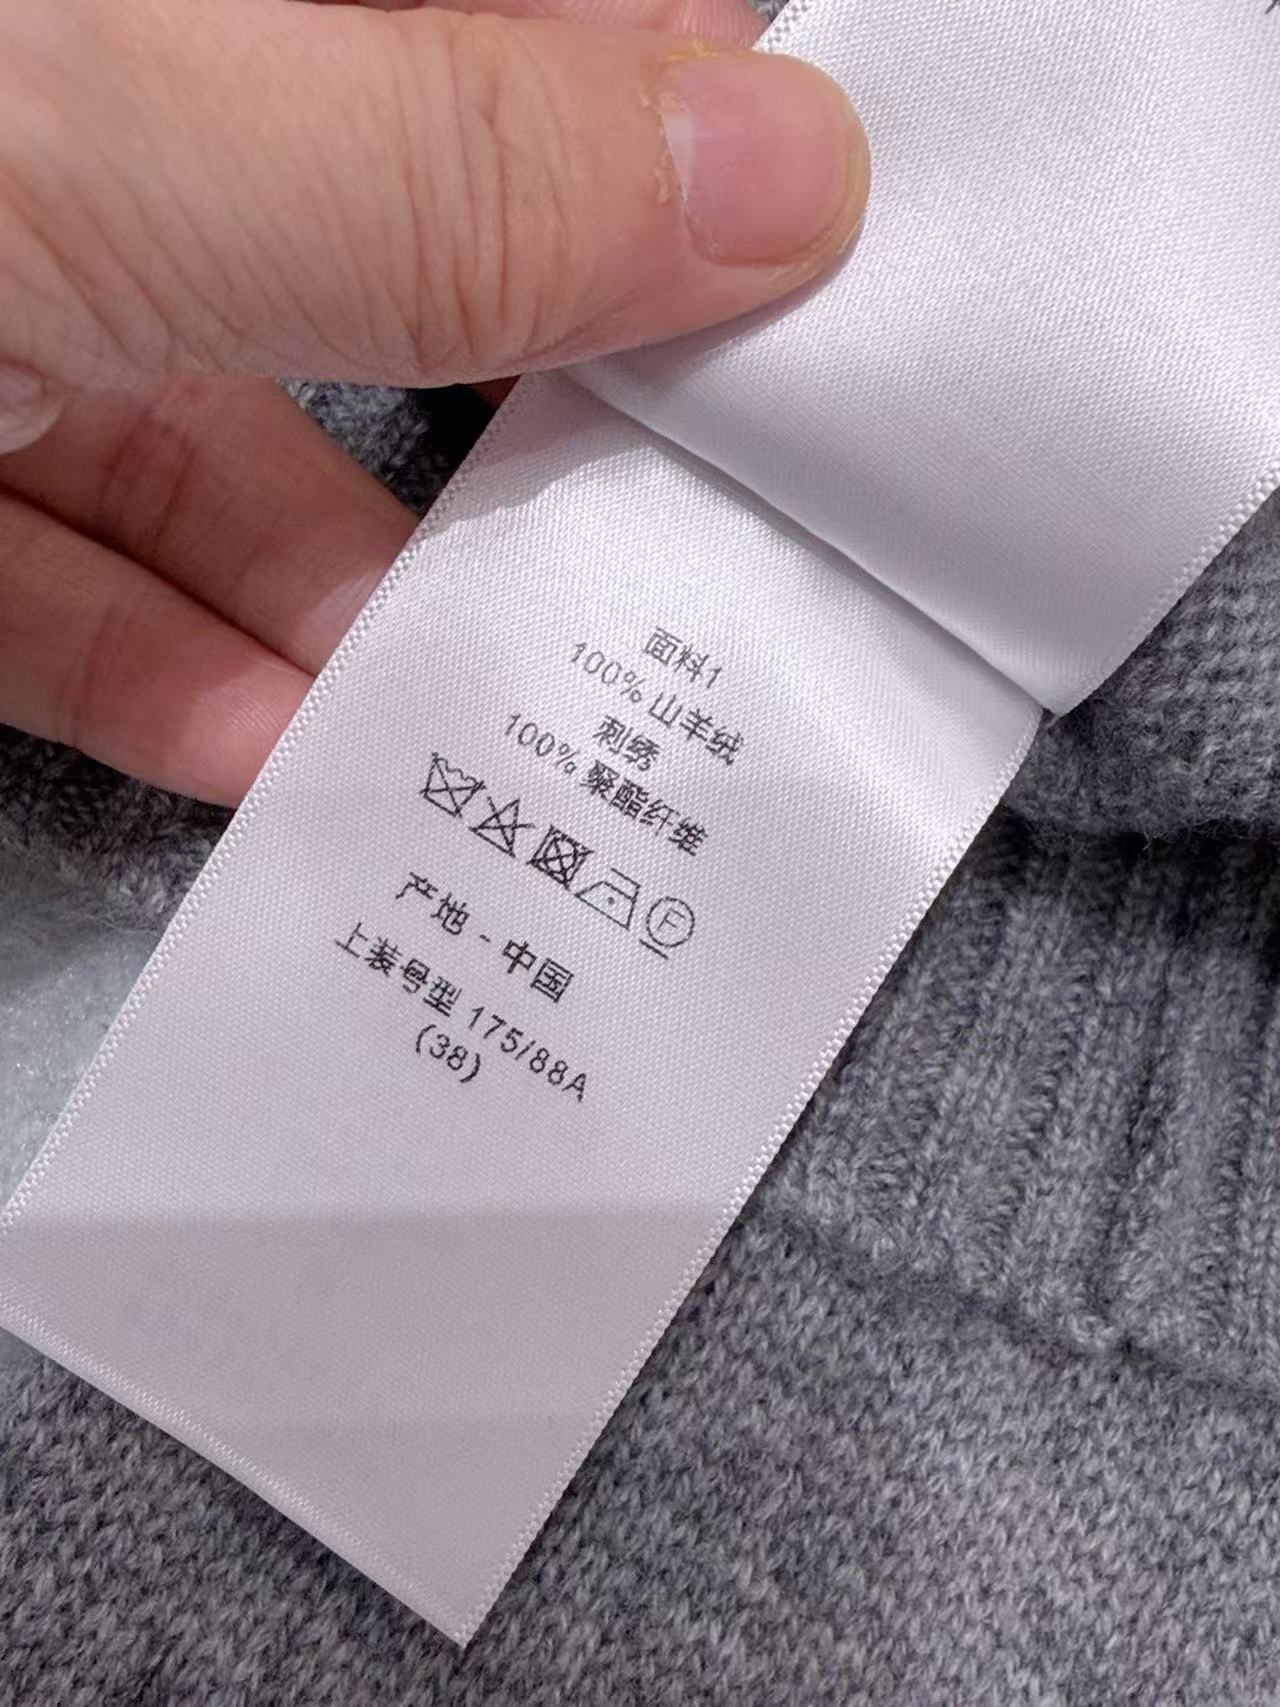 面料1
100% 山羊绒
刺绣
100% 聚酯纤维
F
产地 - 中国
上装号型 175/88A
(38)